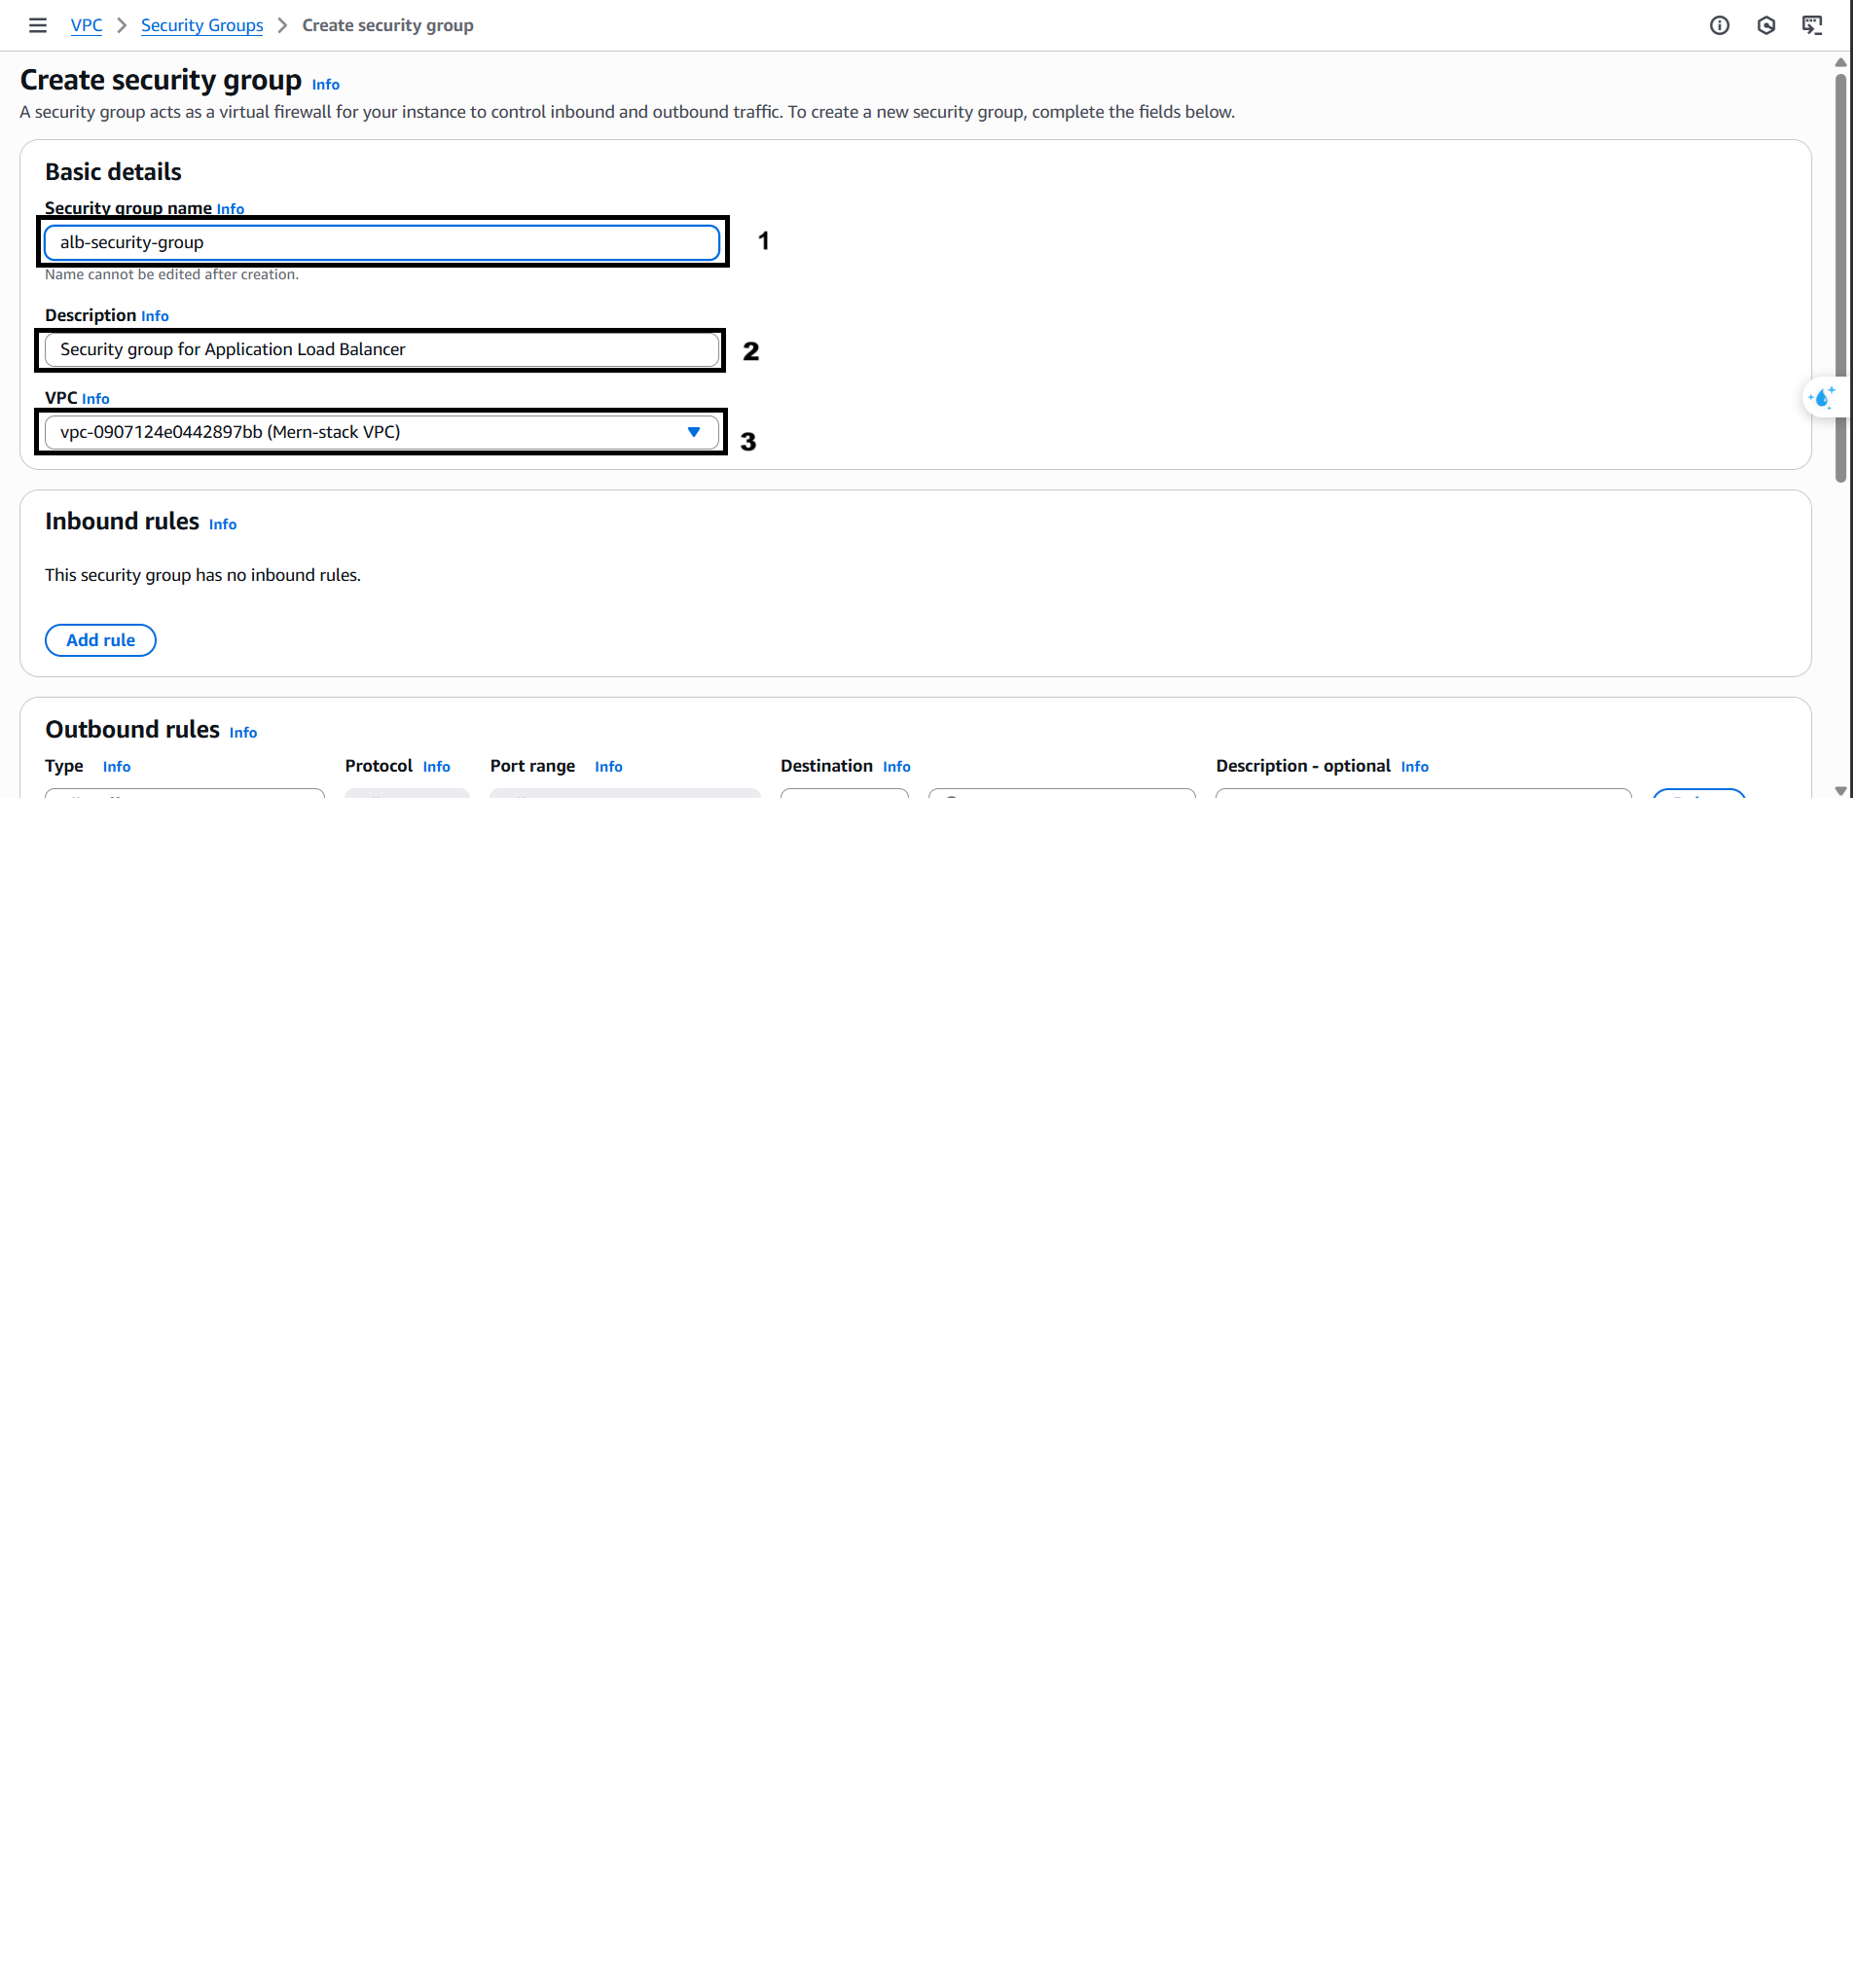 VPC > Security Groups > Create security group
Create security group Info
A security group acts as a virtual firewall for your instance to control inbound and outbound traffic. To create a new security group, complete the fields below.
Basic details
Security group name Info
alb-security-group 1
Name cannot be edited after creation.
Description Info
Security group for Application Load Balancer 2
VPC Info
vpc-0907124e0442897bb (Mern-stack VPC) 3
Inbound rules Info
This security group has no inbound rules.
Add rule
Outbound rules Info
Type Info Protocol Info Port range Info Destination Info Description - optional Info